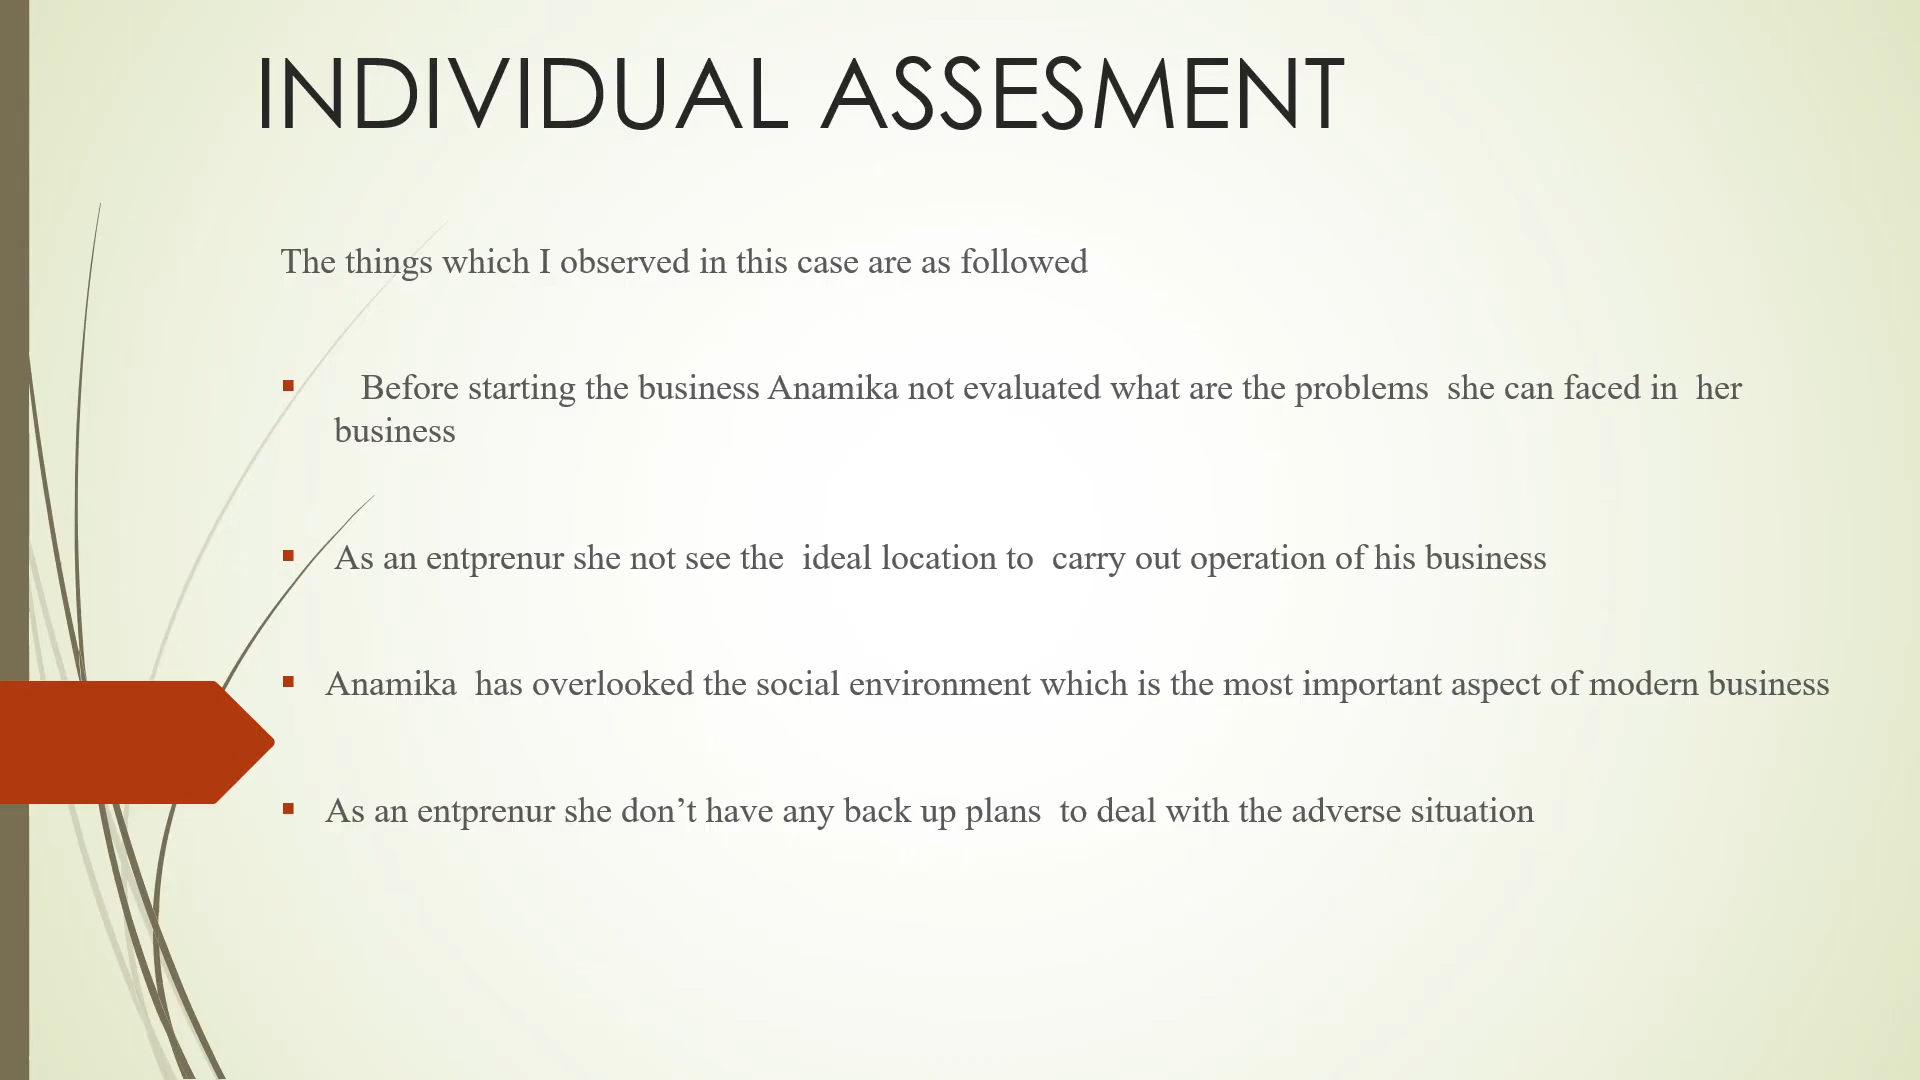 INDIVIDUAL ASSESMENT
The things which I observed in this case are as followed
Before starting the business Anamika not evaluated what are the problems  she can faced in  her
business
As an entprenur she not see the  ideal location to  carry out operation of his business
Anamika  has overlooked the social environment which is the most important aspect of modern business
As an entprenur she don’t have any back up plans  to deal with the adverse situation